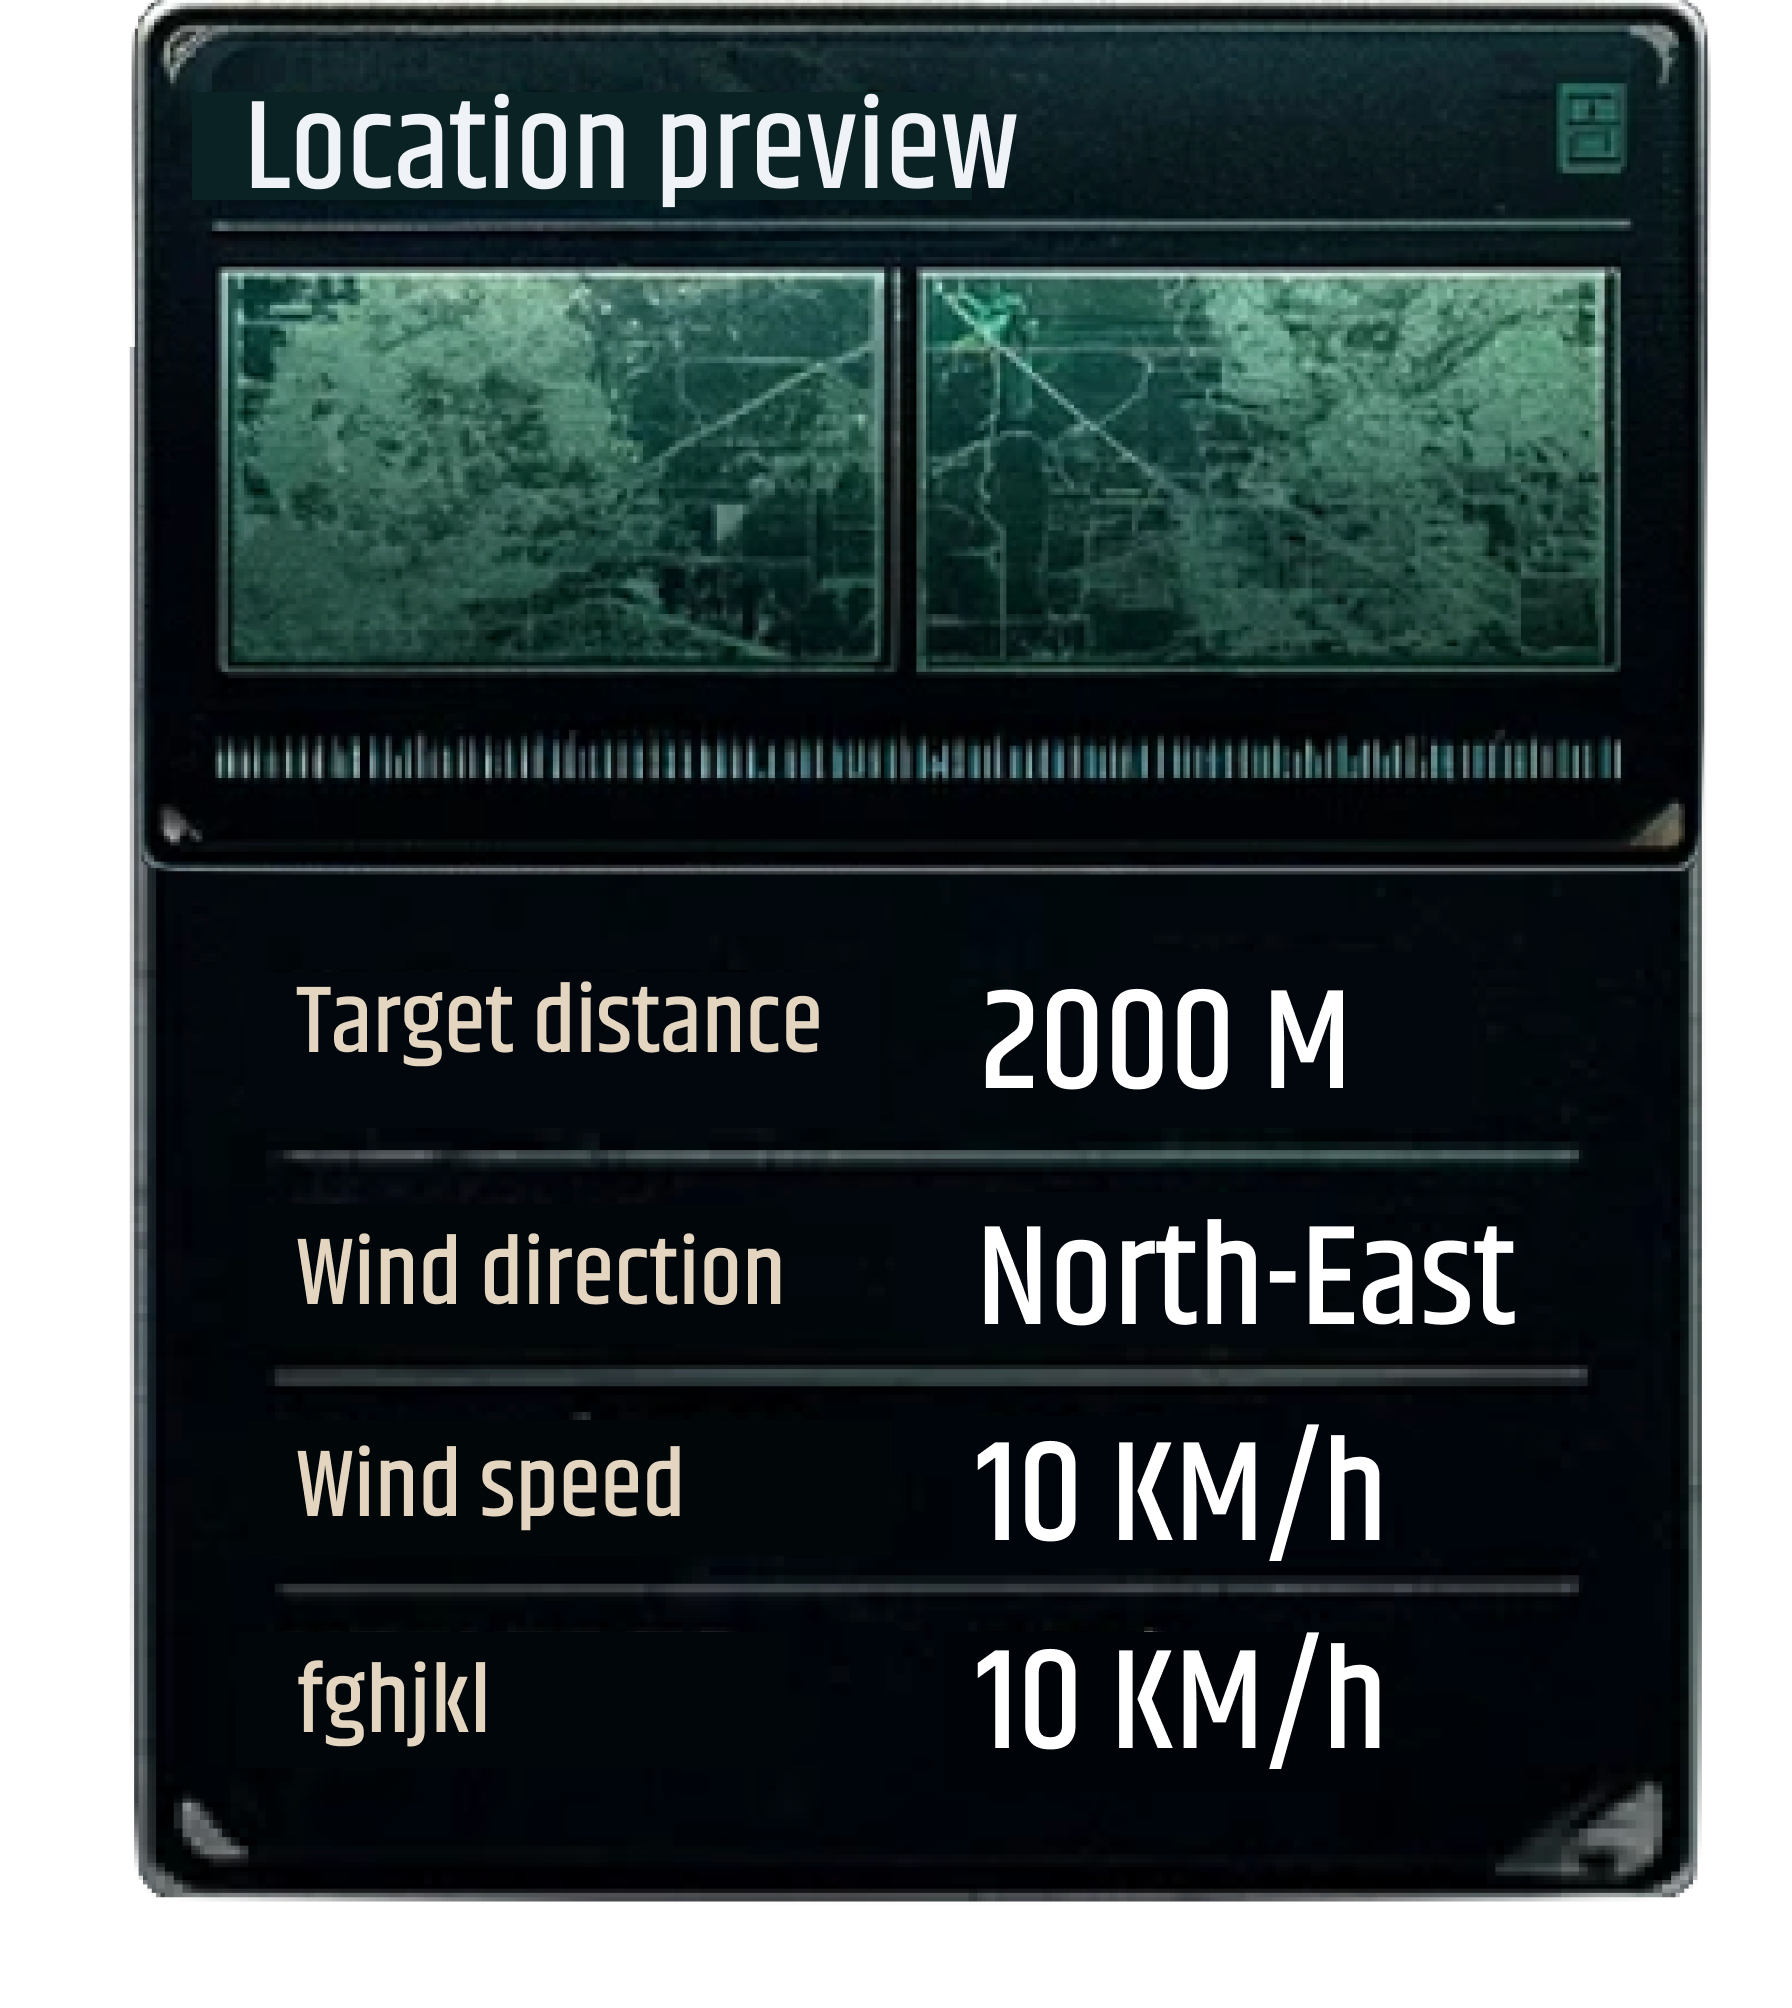 Location preview
Target distance 2000 M
Wind direction North-East
Wind speed 10 KM/h
fghjkl 10 KM/h